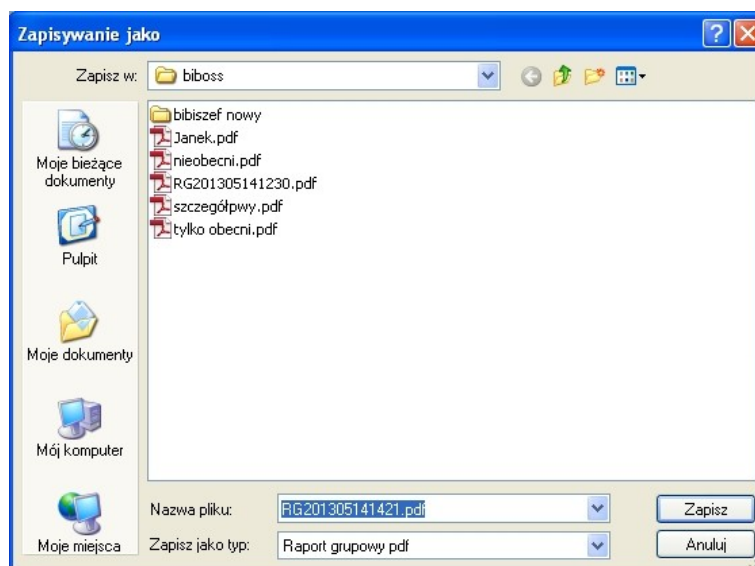 Zapisywanie jako
Zapisz w: biboss
bibiszef nowy
Janek.pdf
nieobecni.pdf
RG201305141230.pdf
szczegółpwy.pdf
tylko obecni.pdf
Moje bieżące
dokumenty
Pulpit
Moje dokumenty
Mój komputer
Moje miejsca
Nazwa pliku: RG201305141421.pdf Zapisz
Zapisz jako typ: Raport grupowy pdf Anuluj